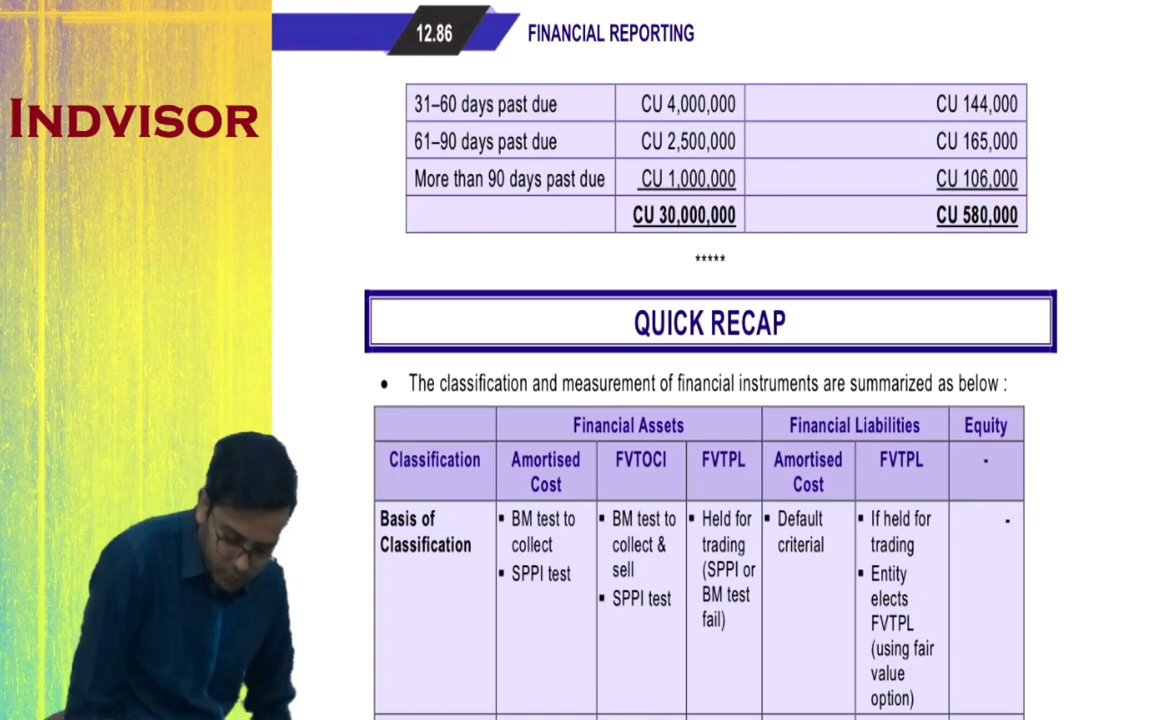 12.86
FINANCIAL REPORTING
INDVISOR
31–60 days past due CU 4,000,000 CU 144,000
61–90 days past due CU 2,500,000 CU 165,000
More than 90 days past due CU 1,000,000 CU 106,000
CU 30,000,000 CU 580,000
*****
QUICK RECAP
• The classification and measurement of financial instruments are summarized as below :
Financial Assets Financial Liabilities Equity
Classification Amortised Cost FVTOCI FVTPL Amortised Cost FVTPL -
Basis of
Classification
▪ BM test to
collect
▪ SPPI test
▪ BM test to
collect &
sell
▪ SPPI test
▪ Held for
trading
(SPPI or
BM test
fail)
▪ Default
criterial
▪ If held for
trading
▪ Entity
elects
FVTPL
(using fair
value
option)
-